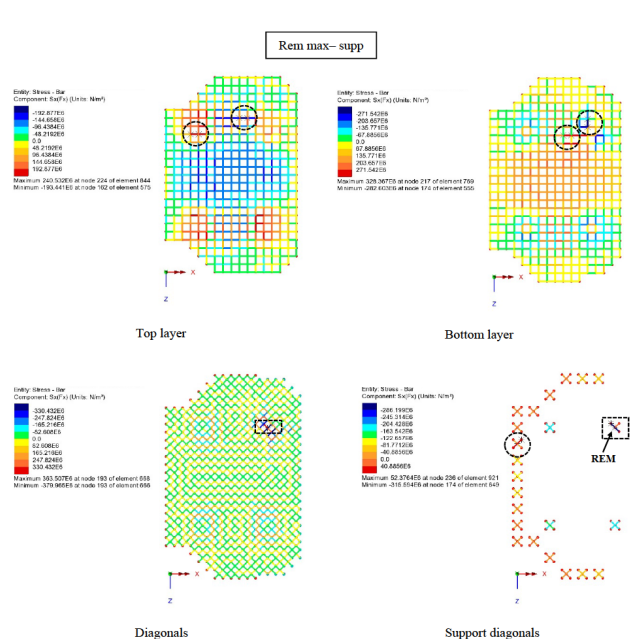 Rem max– supp
Entity: Stress - Bar
Component: Sx(Fx) (Units: N/m²)
-192.877E6
-144.658E6
-96.4384E6
-48.2192E6
0.0
48.2192E6
96.4384E6
144.658E6
192.877E6
Maximum 240.532E6 at node 224 of element 844
Minimum -193.441E6 at node 162 of element 575
X
Z
Top layer
Entity: Stress - Bar
Component: Sx(Fx) (Units: N/m²)
-271.542E6
-203.657E6
-135.771E6
-67.8856E6
0.0
67.8856E6
135.771E6
203.657E6
271.542E6
Maximum 328.367E6 at node 217 of element 769
Minimum -282.603E6 at node 174 of element 555
X
Z
Bottom layer
Entity: Stress - Bar
Component: Sx(Fx) (Units: N/m²)
-330.432E6
-247.824E6
-165.216E6
-82.608E6
0.0
82.608E6
165.216E6
247.824E6
330.432E6
Maximum 363.507E6 at node 193 of element 688
Minimum -379.968E6 at node 193 of element 686
X
Z
Diagonals
Entity: Stress - Bar
Component: Sx(Fx) (Units: N/m²)
-286.199E6
-245.314E6
-204.428E6
-163.542E6
-122.657E6
-81.7712E6
-40.8856E6
0.0
40.8856E6
Maximum 52.3764E6 at node 236 of element 921
Minimum -315.594E6 at node 174 of element 849
REM
X
Z
Support diagonals